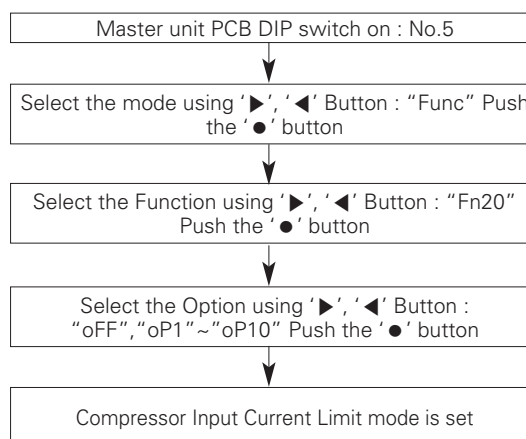 Master unit PCB DIP switch on : No.5
Select the mode using ‘▶’, ‘◀’ Button : “Func” Push
the ‘●’ button
Select the Function using ‘▶’, ‘◀’ Button : “Fn20”
Push the ‘●’ button
Select the Option using ‘▶’, ‘◀’ Button :
“oFF”,“oP1”~”oP10” Push the ‘●’ button
Compressor Input Current Limit mode is set